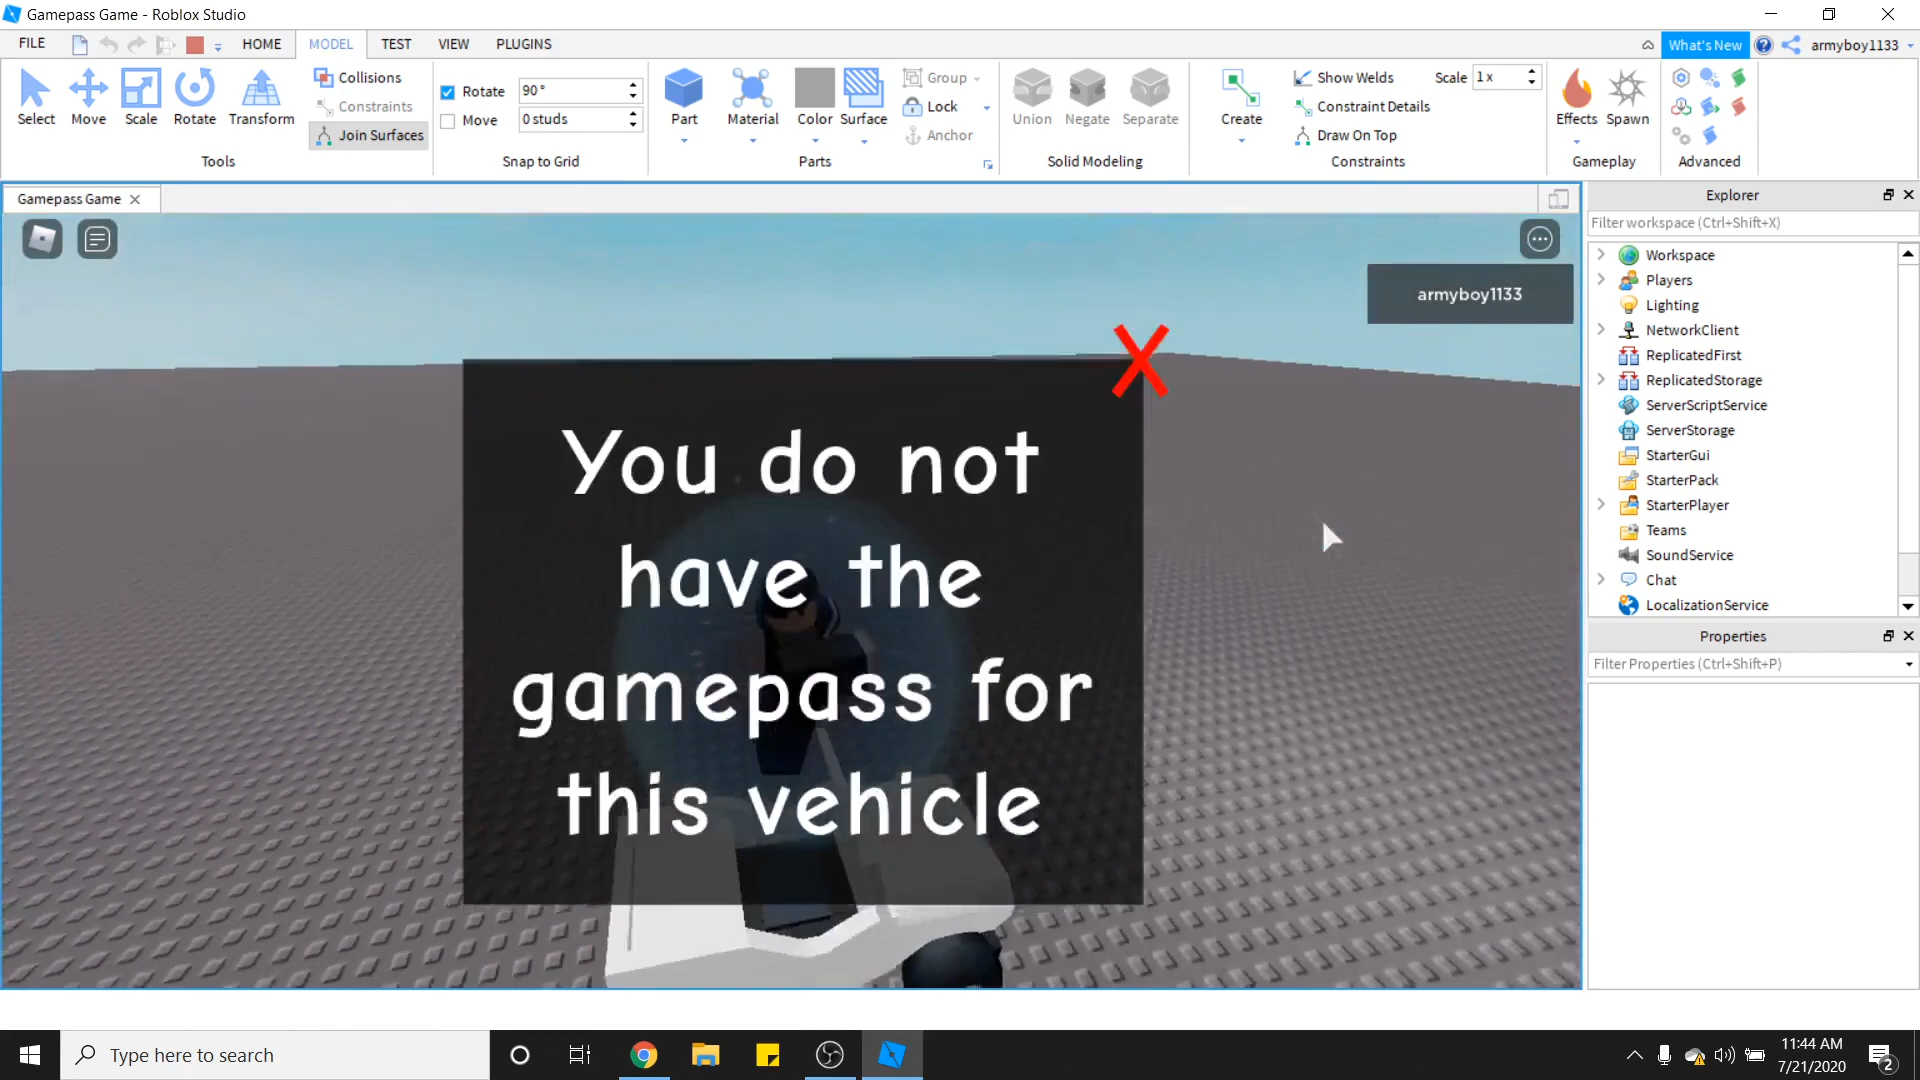 Gamepass Game - Roblox Studio
FILE HOME MODEL TEST VIEW PLUGINS What's New armyboy1133
Select Move Scale Rotate Transform
Collisions
Constraints
Join Surfaces
Tools
Rotate 90°
Move 0 studs
Snap to Grid
Part Material Color Surface
Group
Lock
Anchor
Parts
Union Negate Separate
Solid Modeling
Create
Show Welds Scale 1 x
Constraint Details
Draw On Top
Constraints
Effects Spawn
Gameplay
Advanced
Gamepass Game
armyboy1133
You do not
have the
gamepass for
this vehicle
Explorer
Filter workspace (Ctrl+Shift+X)
Workspace
Players
Lighting
NetworkClient
ReplicatedFirst
ReplicatedStorage
ServerScriptService
ServerStorage
StarterGui
StarterPack
StarterPlayer
Teams
SoundService
Chat
LocalizationService
Properties
Filter Properties (Ctrl+Shift+P)
Type here to search
11:44 AM
7/21/2020
2